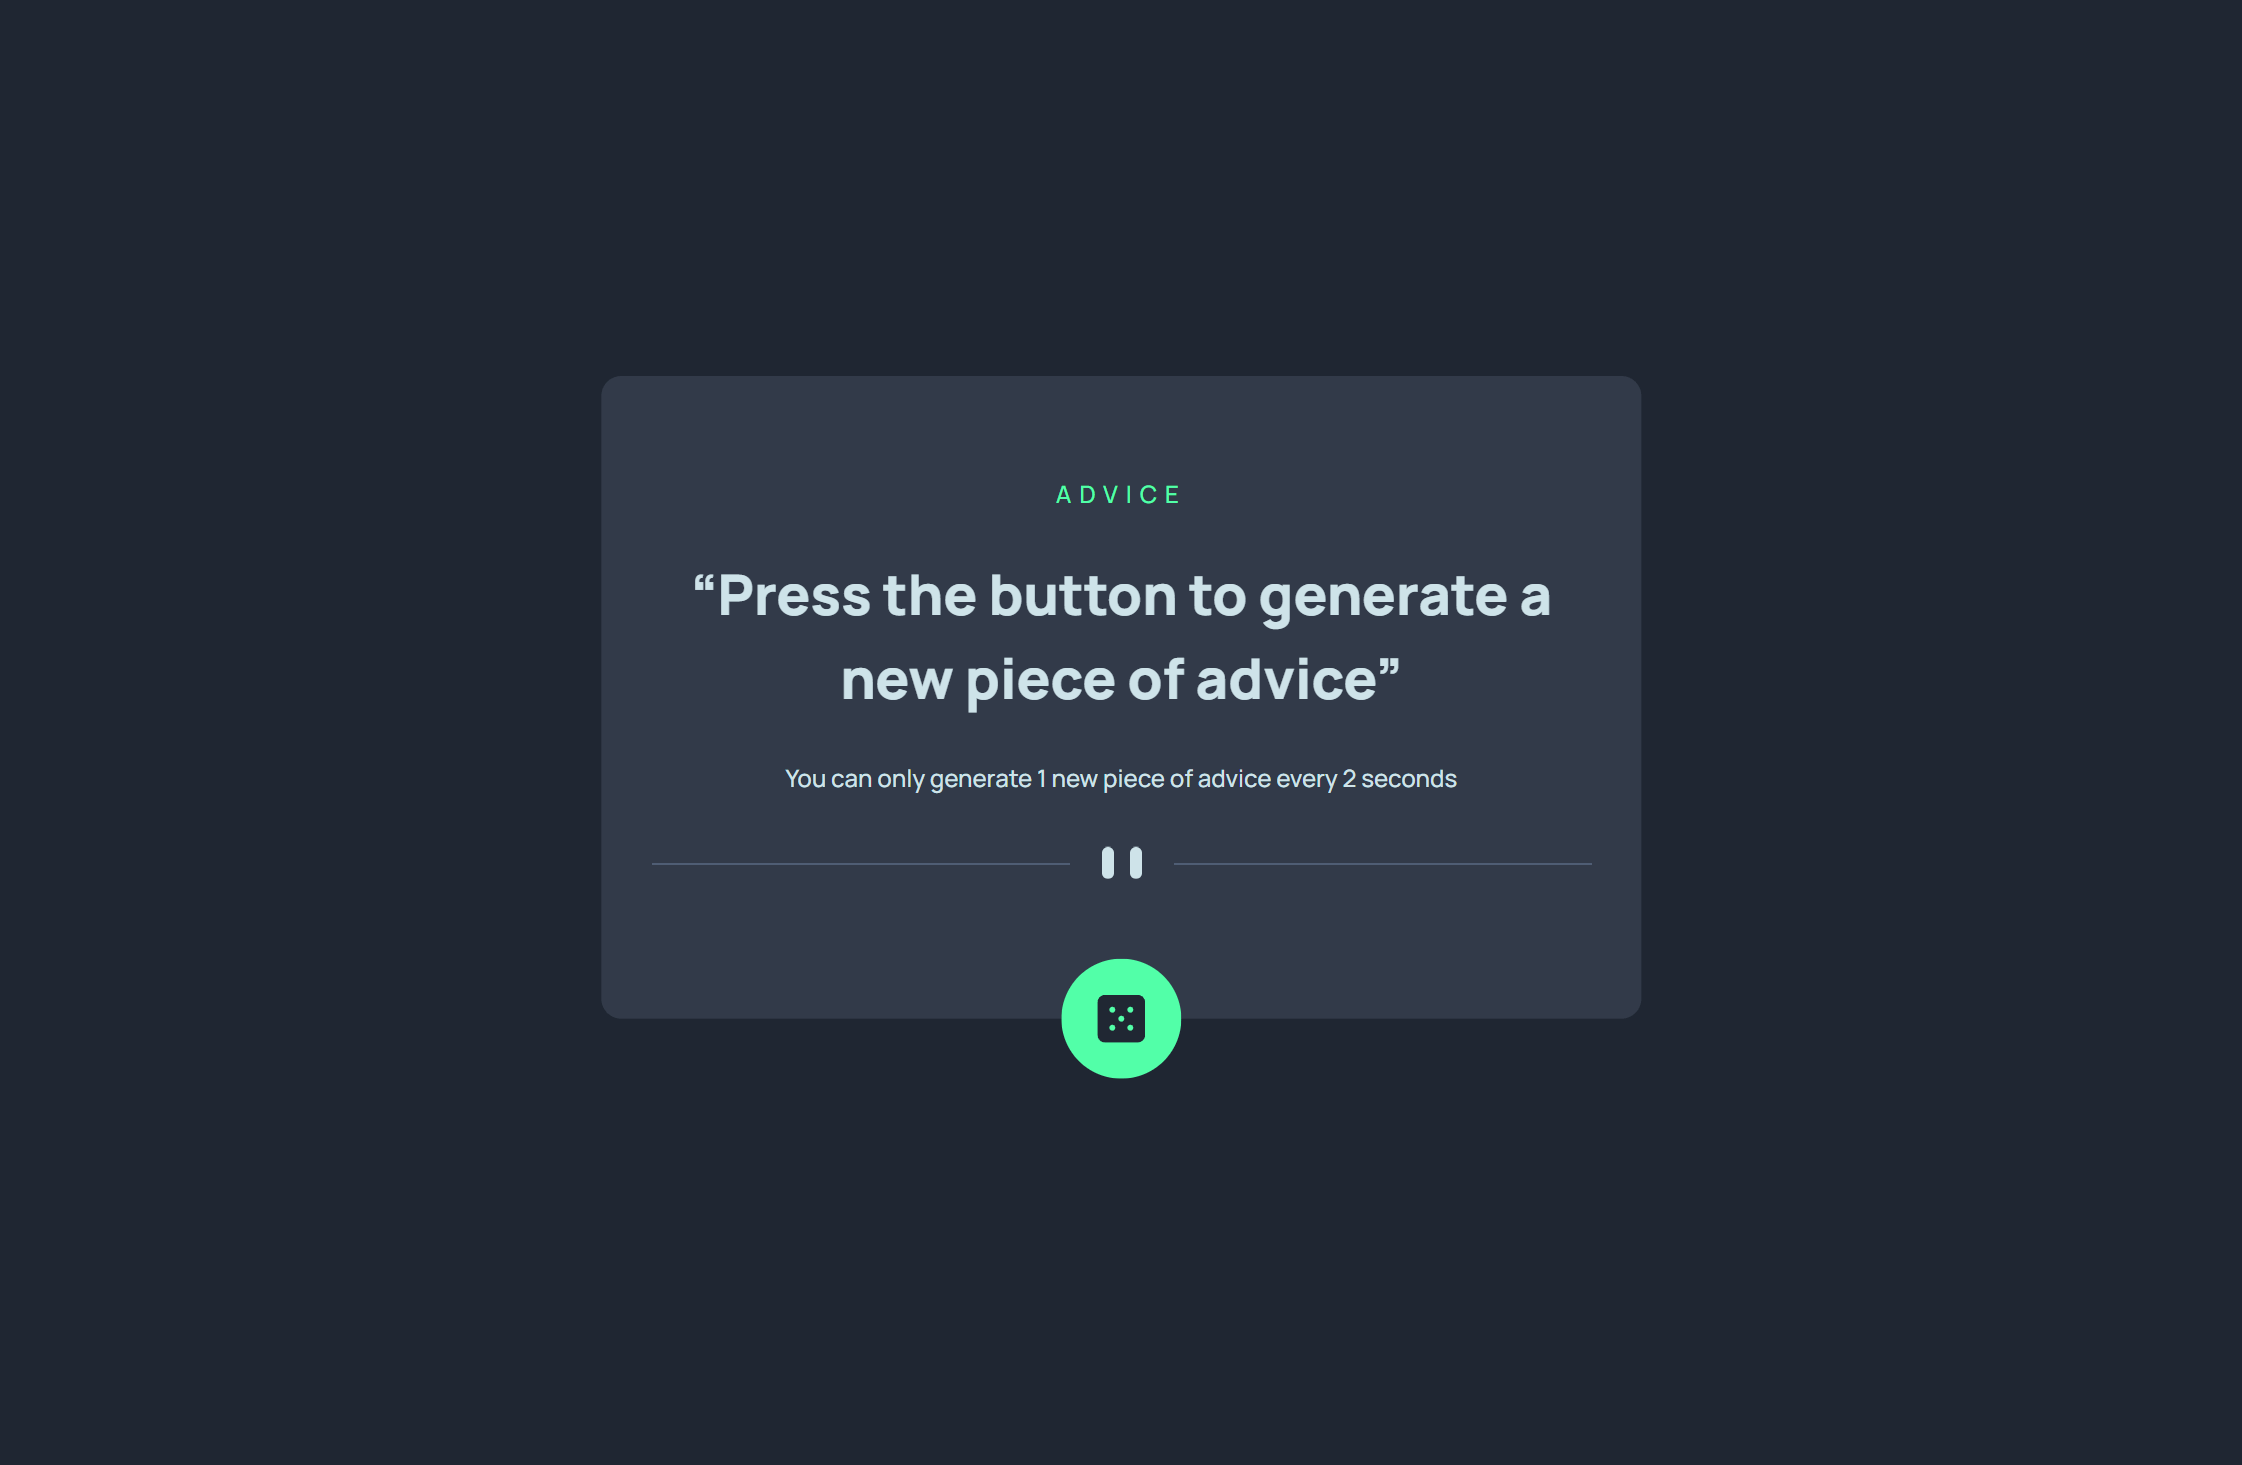 ADVICE
“Press the button to generate a
new piece of advice”
You can only generate 1 new piece of advice every 2 seconds